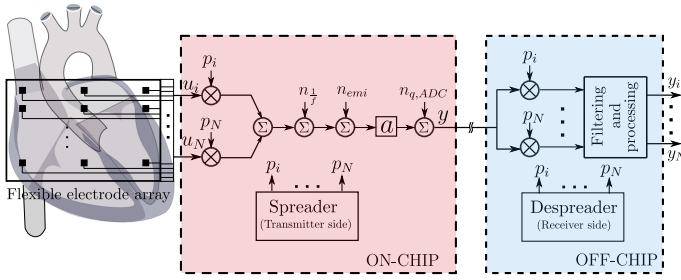 p_i
p_i
n_{\frac{1}{f}}
n_{emi}
n_{q,ADC}
u_i
p_N
Σ
Σ
Σ
a
Σ
y
p_N
Filtering and processing
y_i
u_N
y_N
p_i
...
p_N
p_i
...
p_N
Flexible electrode array
Spreader
(Transmitter side)
Despreader
(Receiver side)
ON-CHIP
OFF-CHIP